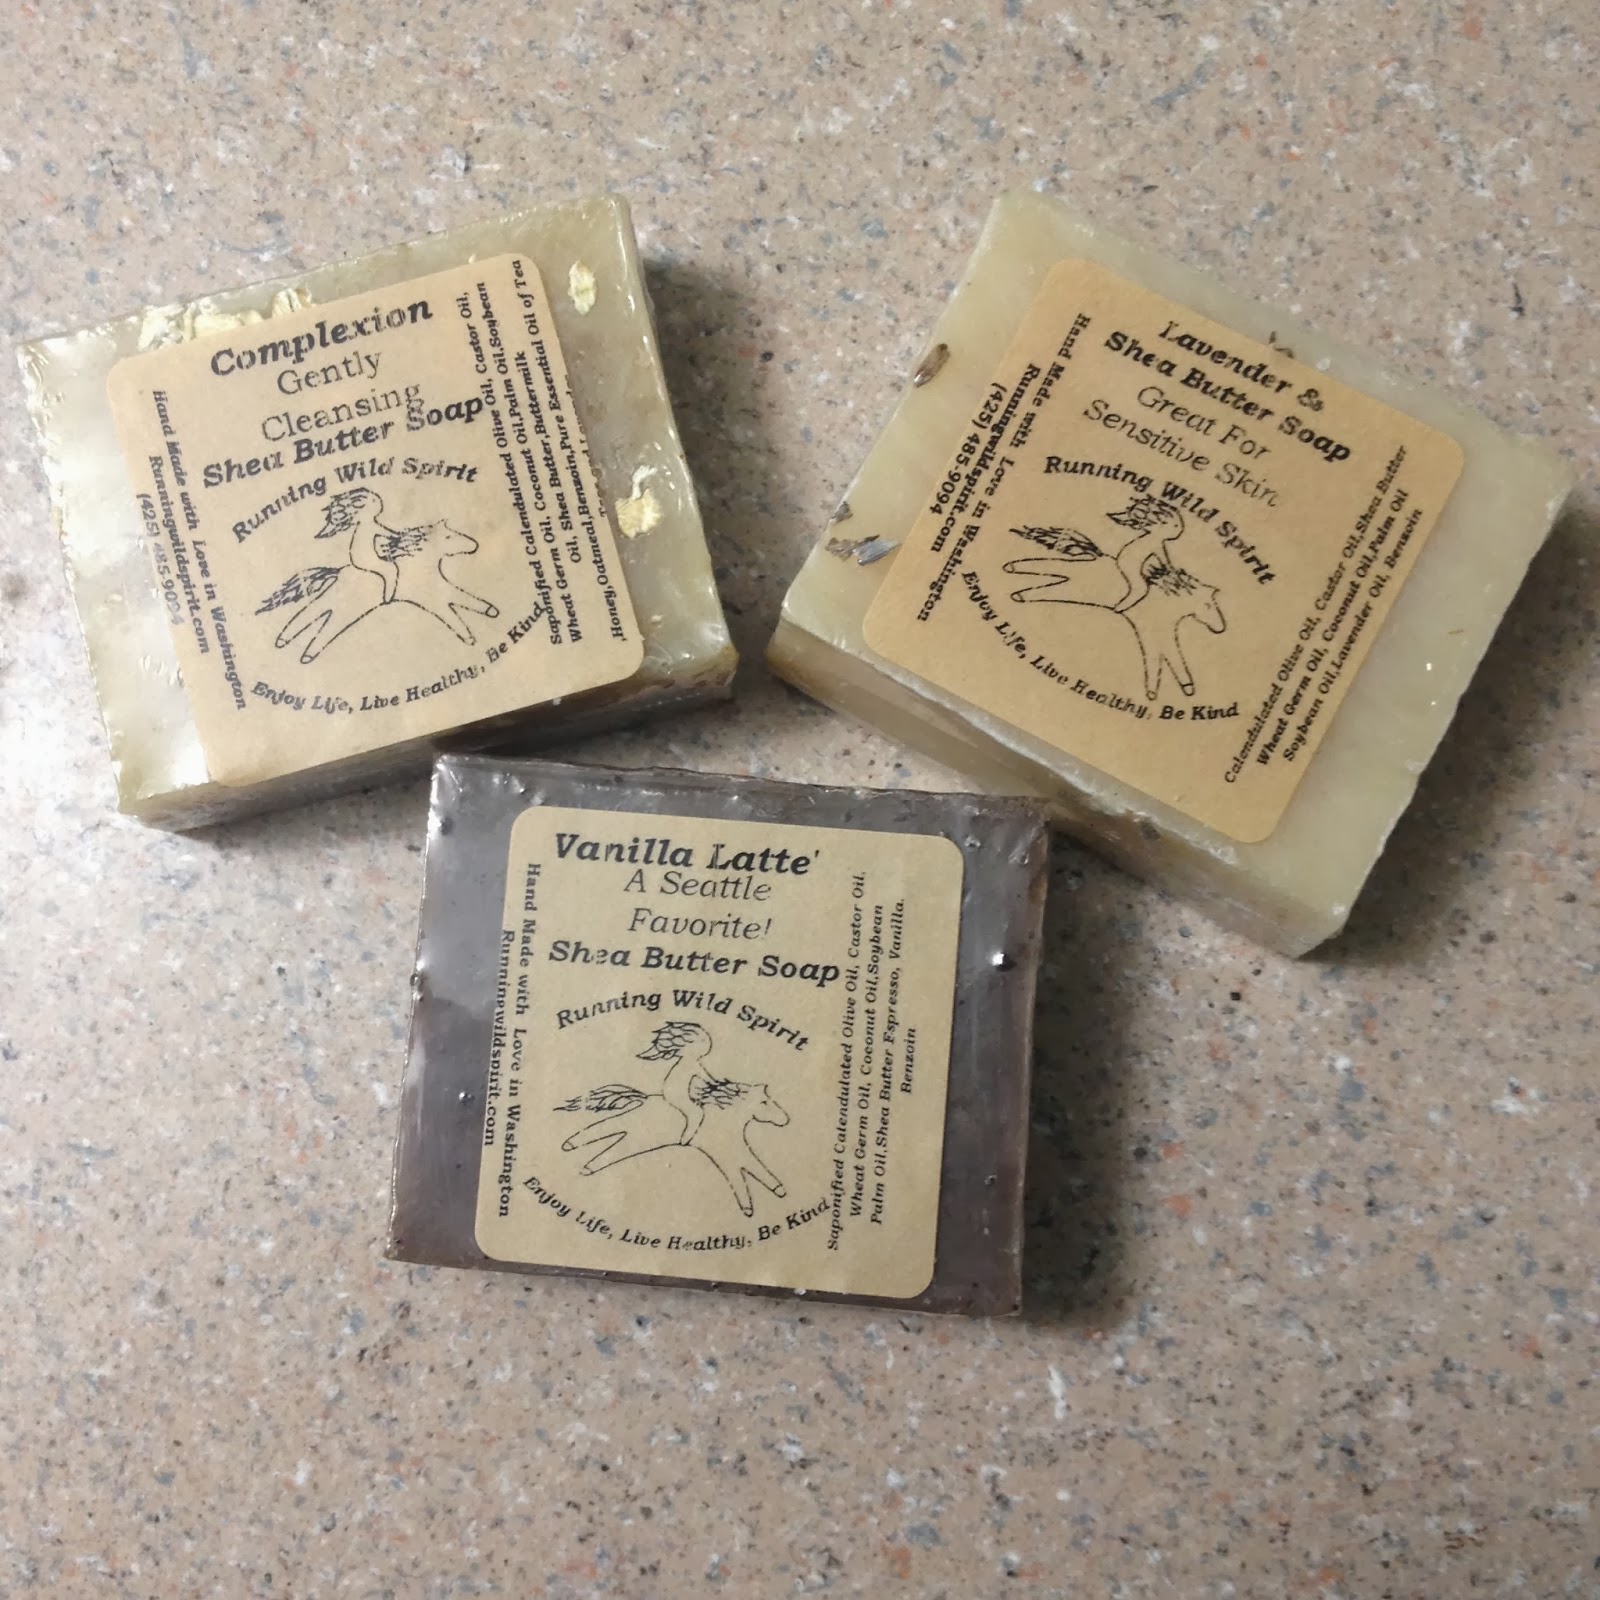 Complexion
Gently
Cleansing
Shea Butter Soap
Running Wild Spirit
Enjoy Life, Live Healthy, Be Kind
Hand Made with Love in Washington
Runningwildspirit.com
(425) 485-9094
Saponified Calendulated Olive Oil, Castor Oil,
Wheat Germ Oil, Coconut Oil,Palm Oil,Soybean
Oil, Shea Butter,Buttermilk
,Honey,Oatmeal,Benzoin,Pure Essential Oil of Tea
Lavender &
Shea Butter Soap
Great For
Sensitive Skin
Running Wild Spirit
Enjoy Life, Live Healthy, Be Kind
Hand Made with Love in Washington
Runningwildspirit.com
(425) 485-9094
Calendulated Olive Oil, Castor Oil,Shea Butter
Wheat Germ Oil, Coconut Oil,Palm Oil
Soybean Oil,Lavender Oil, Benzoin
Vanilla Latte'
A Seattle
Favorite!
Shea Butter Soap
Running Wild Spirit
Enjoy Life, Live Healthy, Be Kind
Hand Made with Love in Washington
Runningwildspirit.com
Saponified Calendulated Olive Oil, Castor Oil,
Wheat Germ Oil, Coconut Oil,Soybean
Palm Oil,Shea Butter Espresso, Vanilla.
Benzoin